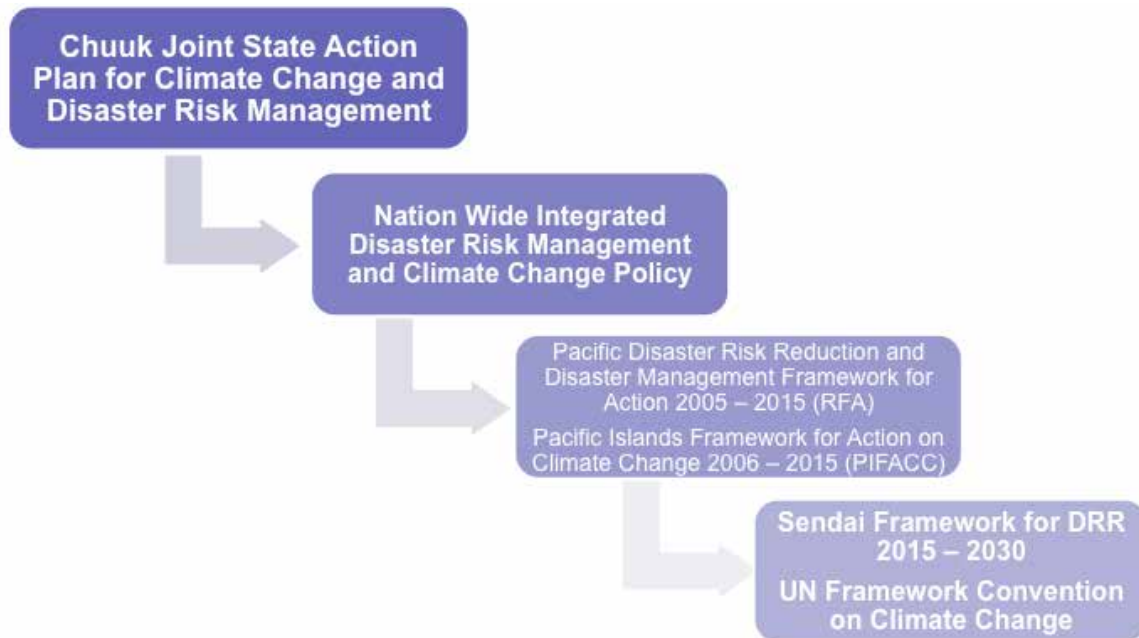 Chuuk Joint State Action
Plan for Climate Change and
Disaster Risk Management
Nation Wide Integrated
Disaster Risk Management
and Climate Change Policy
Pacific Disaster Risk Reduction and
Disaster Management Framework for
Action 2005 – 2015 (RFA)
Pacific Islands Framework for Action on
Climate Change 2006 – 2015 (PIFACC)
Sendai Framework for DRR
2015 – 2030
UN Framework Convention
on Climate Change